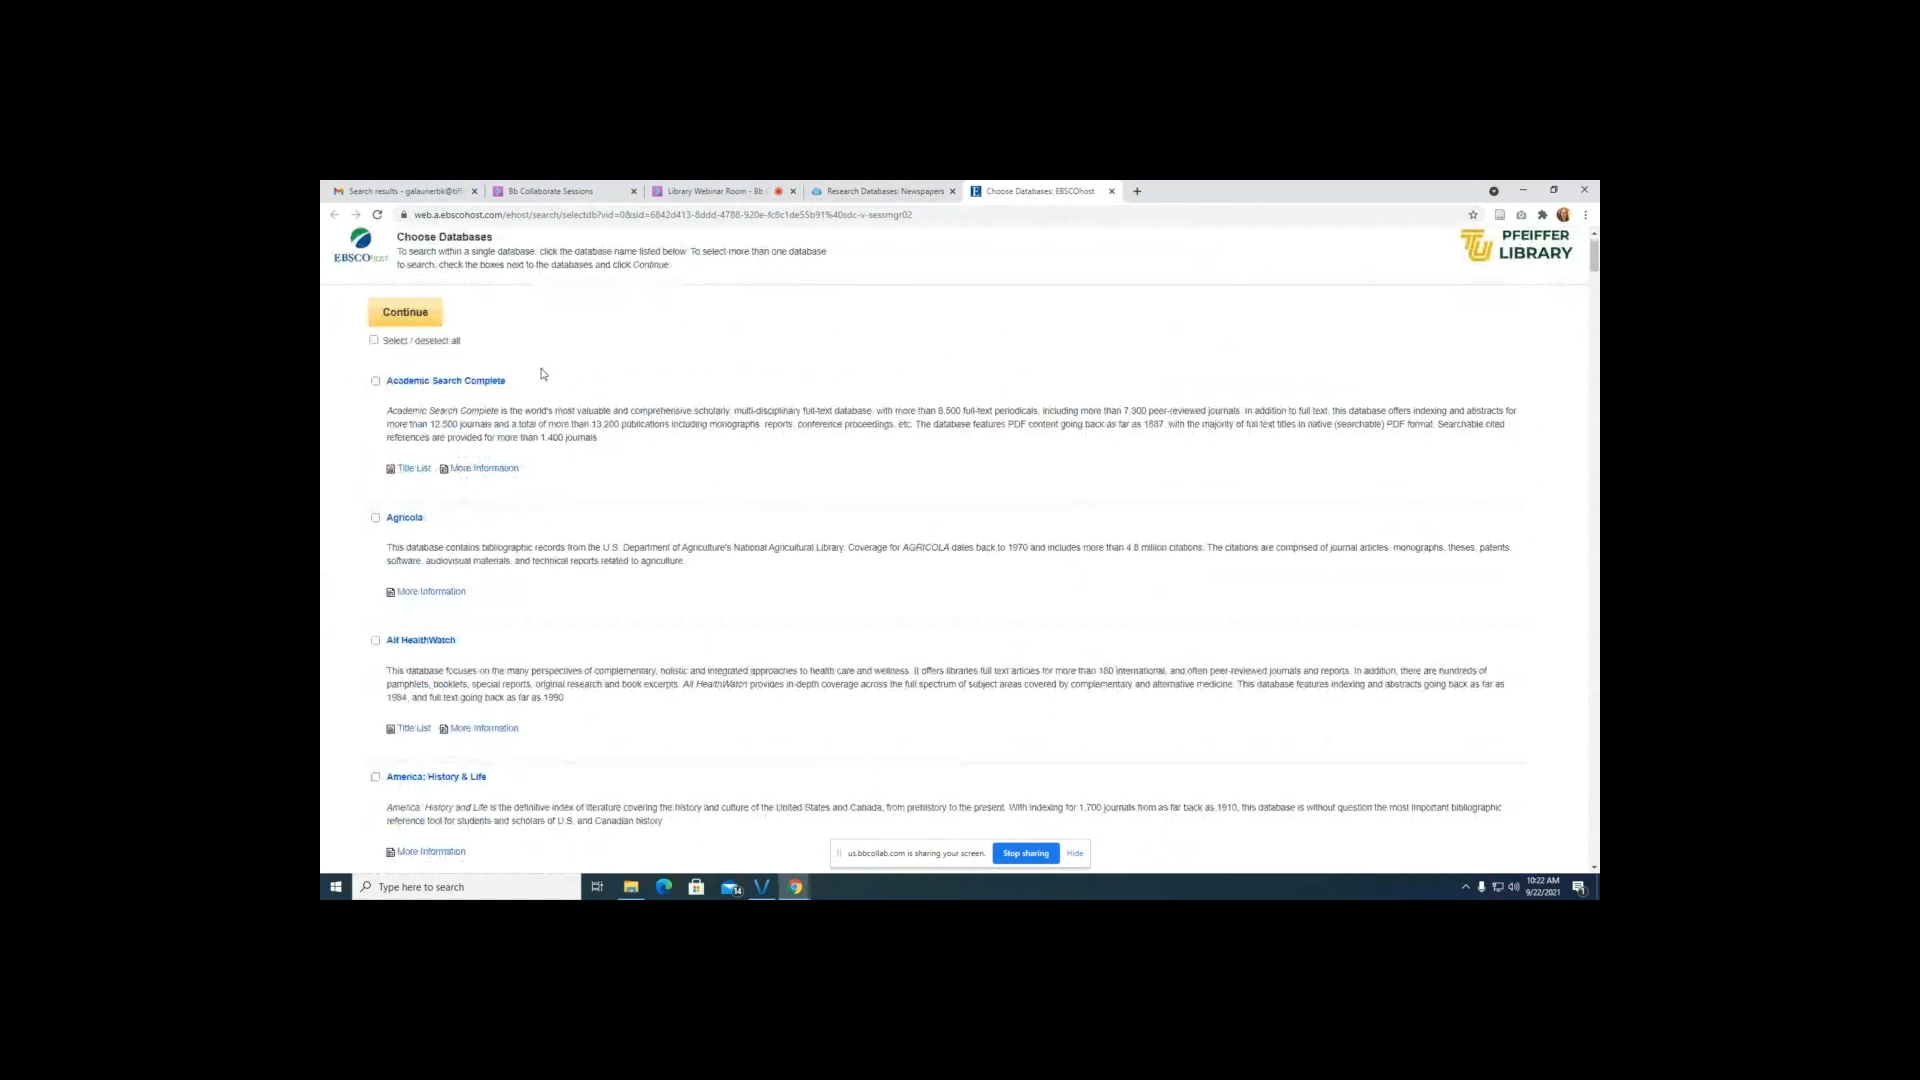 Search results - galaunerbk@tiffi
Bb Collaborate Sessions
Library Webinar Room - Bb C
Research Databases: Newspapers
Choose Databases: EBSCOhost
web.a.ebscohost.com/ehost/search/selectdb?vid=0&sid=6842d413-8ddd-4788-920e-fc8c1de55b91%40sdc-v-sessmgr02
EBSCOHOST
Choose Databases
To search within a single database, click the database name listed below. To select more than one database
to search, check the boxes next to the databases and click Continue.
TU PFEIFFER
LIBRARY
Continue
Select / deselect all
Academic Search Complete
Academic Search Complete is the world's most valuable and comprehensive scholarly, multi-disciplinary full-text database, with more than 8,500 full-text periodicals, including more than 7,300 peer-reviewed journals. In addition to full text, this database offers indexing and abstracts for
more than 12,500 journals and a total of more than 13,200 publications including monographs, reports, conference proceedings, etc. The database features PDF content going back as far as 1887, with the majority of full text titles in native (searchable) PDF format. Searchable cited
references are provided for more than 1,400 journals.
Title List More Information
Agricola
This database contains bibliographic records from the U.S. Department of Agriculture's National Agricultural Library. Coverage for AGRICOLA dates back to 1970 and includes more than 4.8 million citations. The citations are comprised of journal articles, monographs, theses, patents,
software, audiovisual materials, and technical reports related to agriculture.
More Information
Alt HealthWatch
This database focuses on the many perspectives of complementary, holistic and integrated approaches to health care and wellness. It offers libraries full text articles for more than 180 international, and often peer-reviewed journals and reports. In addition, there are hundreds of
pamphlets, booklets, special reports, original research and book excerpts. Alt HealthWatch provides in-depth coverage across the full spectrum of subject areas covered by complementary and alternative medicine. This database features indexing and abstracts going back as far as
1984, and full text going back as far as 1990
Title List More Information
America: History & Life
America: History and Life is the definitive index of literature covering the history and culture of the United States and Canada, from prehistory to the present. With indexing for 1,700 journals from as far back as 1910, this database is without question the most important bibliographic
reference tool for students and scholars of U.S. and Canadian history.
More Information
us.bbcollab.com is sharing your screen.
Stop sharing
Hide
Type here to search
14
10:22 AM
9/22/2021
1